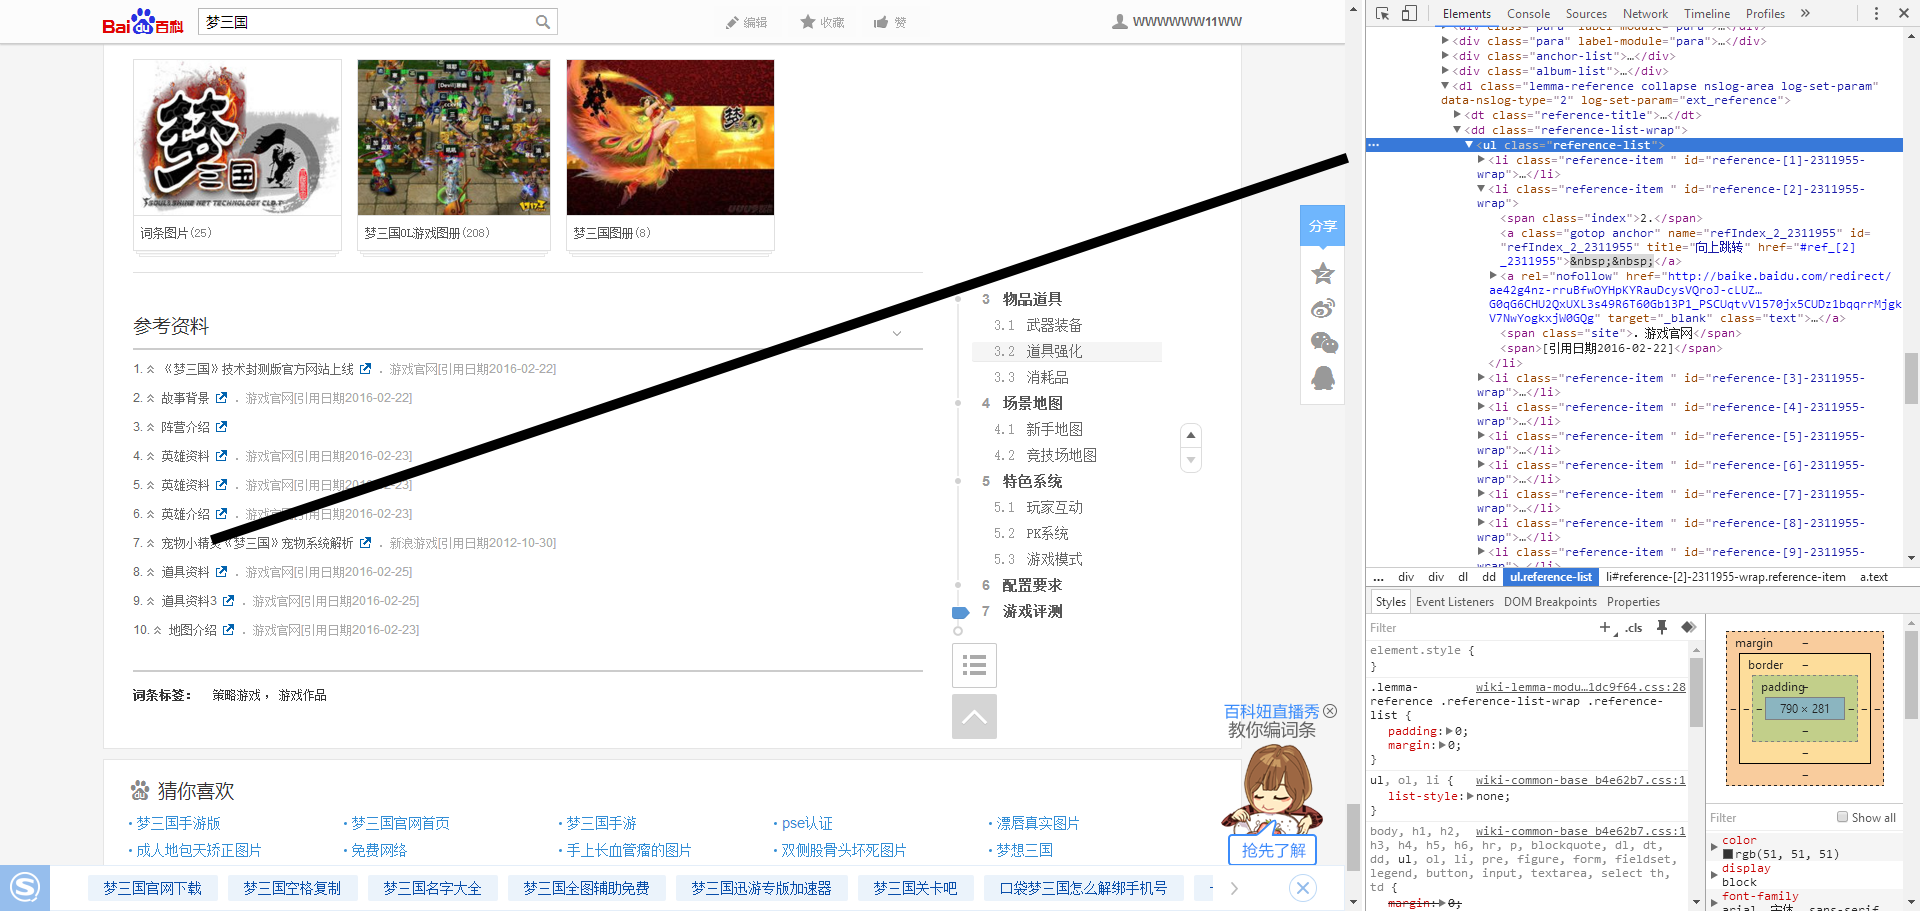 Bai du 百科
梦三国
编辑
收藏
赞
WWWWWW11WW
词条图片(25)
梦三国OL游戏图册(208)
梦三国图册(8)
参考资料
1. 《梦三国》技术封测版官方网站上线 . 游戏官网[引用日期2016-02-22]
2. 故事背景 . 游戏官网[引用日期2016-02-22]
3. 阵营介绍
4. 英雄资料 . 游戏官网[引用日期2016-02-23]
5. 英雄资料 . 游戏官网[引用日期2016-02-23]
6. 英雄介绍 . 游戏官网[引用日期2016-02-23]
7. 宠物小精灵《梦三国》宠物系统解析 . 新浪游戏[引用日期2012-10-30]
8. 道具资料 . 游戏官网[引用日期2016-02-25]
9. 道具资料3 . 游戏官网[引用日期2016-02-25]
10. 地图介绍 . 游戏官网[引用日期2016-02-23]
词条标签： 策略游戏 ， 游戏作品
3 物品道具
3.1 武器装备
3.2 道具强化
3.3 消耗品
4 场景地图
4.1 新手地图
4.2 竞技场地图
5 特色系统
5.1 玩家互动
5.2 PK系统
5.3 游戏模式
6 配置要求
7 游戏评测
分享
百科妞直播秀
教你编词条
抢先了解
猜你喜欢
梦三国手游版
梦三国官网首页
梦三国手游
pse认证
漂唇真实图片
成人地包天矫正图片
免费网络
手上长血管瘤的图片
双侧股骨头坏死图片
梦想三国
梦三国官网下载
梦三国空格复制
梦三国名字大全
梦三国全图辅助免费
梦三国迅游专版加速器
梦三国关卡吧
口袋梦三国怎么解绑手机号
Elements Console Sources Network Timeline Profiles »
<div class="para" label-module="para">…</div>
<div class="anchor-list">…</div>
<div class="album-list">…</div>
<dl class="lemma-reference collapse nslog-area log-set-param"
data-nslog-type="2" log-set-param="ext_reference">
<dt class="reference-title">…</dt>
<dd class="reference-list-wrap">
<ul class="reference-list">
<li class="reference-item " id="reference-[1]-2311955-
wrap">…</li>
<li class="reference-item " id="reference-[2]-2311955-
wrap">
<span class="index">2.</span>
<a class="gotop anchor" name="refIndex_2_2311955" id=
"refIndex_2_2311955" title="向上跳转" href="#ref_[2]
_2311955">&nbsp;&nbsp;</a>
<a rel="nofollow" href="http://baike.baidu.com/redirect/
ae42g4nz-rruBfwOYHpKYRauDcysVQroJ-cLUZ…
G0qG6CHU2QxUXL3s49R6T60Gb13P1_PSCUqtvVl570jx5CUDz1bqqrrMjgk
V7NwYogkxjW0GQg" target="_blank" class="text">…</a>
<span class="site">. 游戏官网</span>
<span>[引用日期2016-02-22]</span>
</li>
<li class="reference-item " id="reference-[3]-2311955-
wrap">…</li>
<li class="reference-item " id="reference-[4]-2311955-
wrap">…</li>
<li class="reference-item " id="reference-[5]-2311955-
wrap">…</li>
<li class="reference-item " id="reference-[6]-2311955-
wrap">…</li>
<li class="reference-item " id="reference-[7]-2311955-
wrap">…</li>
<li class="reference-item " id="reference-[8]-2311955-
wrap">…</li>
<li class="reference-item " id="reference-[9]-2311955-
... div div dl dd ul.reference-list li#reference-[2]-2311955-wrap.reference-item a.text
Styles Event Listeners DOM Breakpoints Properties
Filter
.cls
element.style {
}
.lemma- wiki-lemma-modu…1dc9f64.css:28
reference .reference-list-wrap .reference-
list {
padding: 0;
margin: 0;
}
ul, ol, li { wiki-common-base b4e62b7.css:1
list-style: none;
}
body, h1, h2, wiki-common-base b4e62b7.css:1
h3, h4, h5, h6, hr, p, blockquote, dl, dt,
dd, ul, ol, li, pre, figure, form, fieldset,
legend, button, input, textarea, select th,
td {
margin: 0;
margin –
border –
padding –
790 × 281
Filter
Show all
color
rgb(51, 51, 51)
display
block
font-family
arial, 宋体, sans-serif